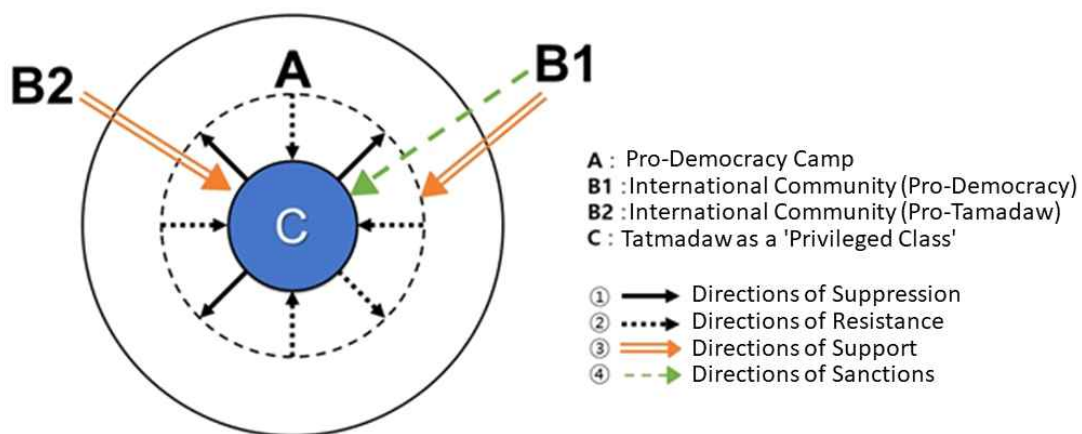 A
B1
B2
C
A : Pro-Democracy Camp
B1 : International Community (Pro-Democracy)
B2 : International Community (Pro-Tamadaw)
C : Tatmadaw as a 'Privileged Class'
① Directions of Suppression
② Directions of Resistance
③ Directions of Support
④ Directions of Sanctions